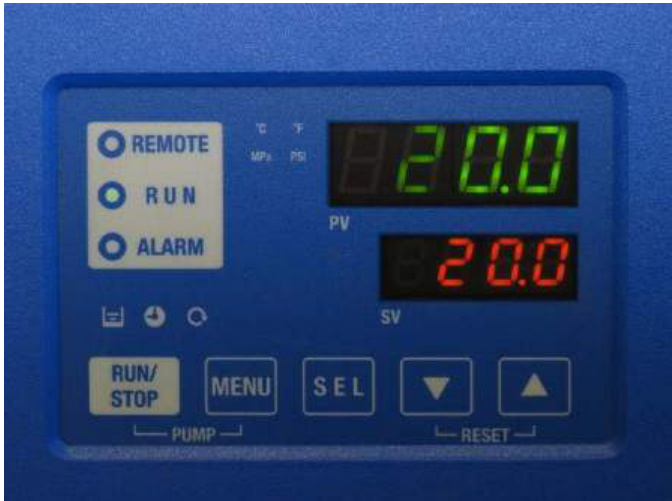 REMOTE
RUN
ALARM
°C °F
MPa PSI
20.0
PV
20.0
SV
RUN/
STOP
MENU
SEL
▼
▲
PUMP
RESET